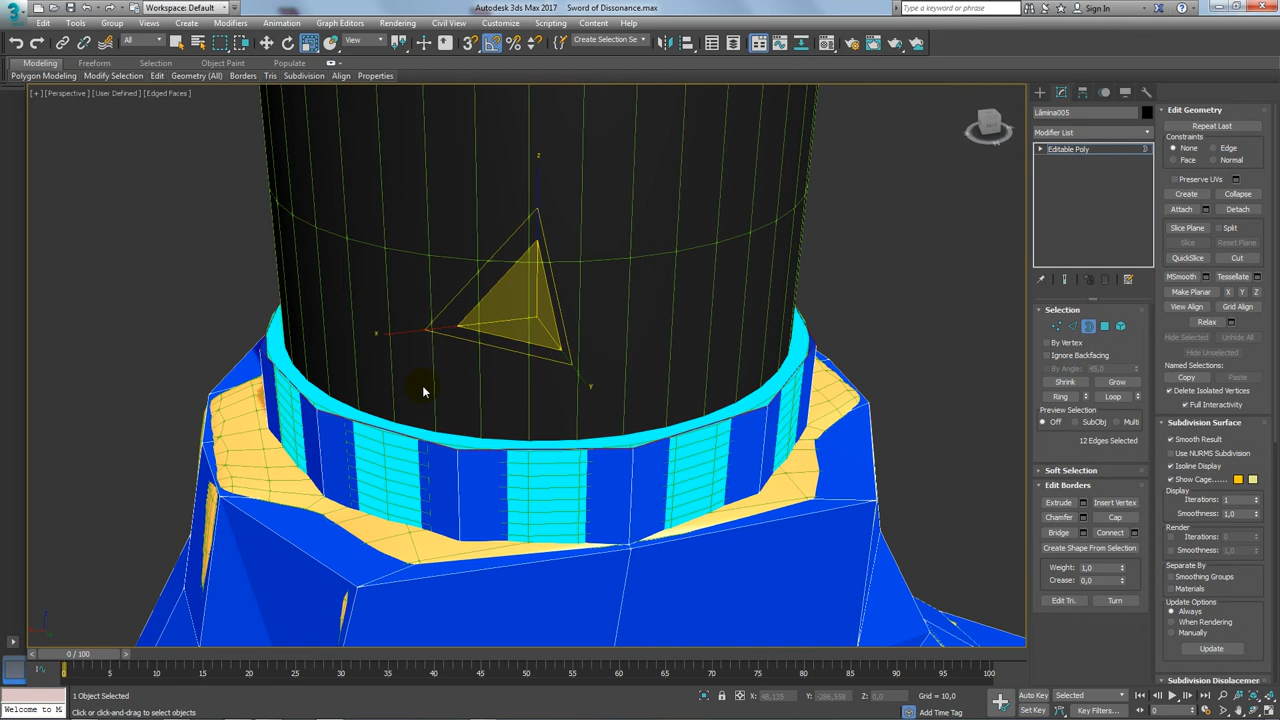 Workspace: Default
Autodesk 3ds Max 2017    Sword of Dissonance.max
Type a keyword or phrase
Sign In
Edit Tools Group Views Create Modifiers Animation Graph Editors Rendering Civil View Customize Scripting Content Help
All View Create Selection Se
Modeling Freeform Selection Object Paint Populate
Polygon Modeling Modify Selection Edit Geometry (All) Borders Tris Subdivision Align Properties
[ + ] [Perspective ] [User Defined ] [Edged Faces ]
z
x
y
Lâmina005
Modifier List
Editable Poly
Selection
By Vertex
Ignore Backfacing
By Angle: 45,0
Shrink Grow
Ring Loop
Preview Selection
Off SubObj Multi
12 Edges Selected
Soft Selection
Edit Borders
Extrude Insert Vertex
Chamfer Cap
Bridge Connect
Create Shape From Selection
Weight: 1,0
Crease: 0,0
Edit Tri. Turn
Edit Geometry
Repeat Last
Constraints
None Edge
Face Normal
Preserve UVs
Create Collapse
Attach Detach
Slice Plane Split
Slice Reset Plane
QuickSlice Cut
MSmooth Tessellate
Make Planar X Y Z
View Align Grid Align
Relax
Hide Selected Unhide All
Hide Unselected
Named Selections:
Copy Paste
Delete Isolated Vertices
Full Interactivity
Subdivision Surface
Smooth Result
Use NURMS Subdivision
Isoline Display
Show Cage......
Display
Iterations: 1
Smoothness: 1,0
Render
Iterations: 0
Smoothness: 1,0
Separate By
Smoothing Groups
Materials
Update Options
Always
When Rendering
Manually
Update
Subdivision Displacemer
0 / 100
0 5 10 15 20 25 30 35 40 45 50 55 60 65 70 75 80 85 90 95 100
1 Object Selected
Click or click-and-drag to select objects
Welcome to M
X: 48,135 Y: -286,558 Z: 0,0 Grid = 10,0
Add Time Tag
Auto Key Selected
Set Key Key Filters...
0